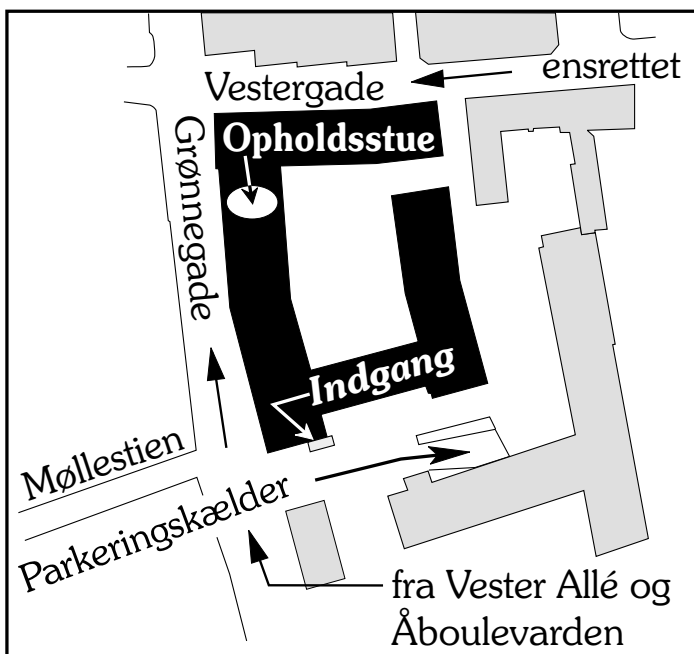 ensrettet
Vestergade
Opholdsstue
Grønnegade
Indgang
Møllestien
Parkeringskælder
fra Vester Allé og
Åboulevarden